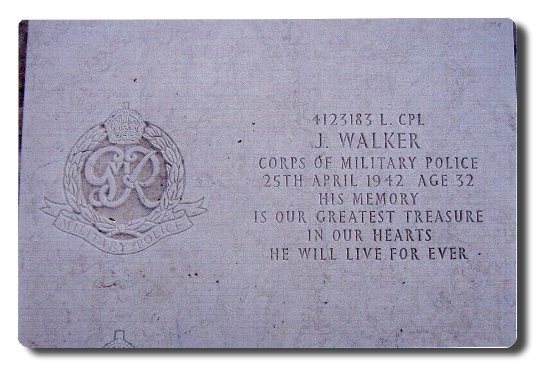 GR
MILITARY POLICE
4123183 L. CPL
J. WALKER
CORPS OF MILITARY POLICE
25TH APRIL 1942 AGE 32
HIS MEMORY
IS OUR GREATEST TREASURE
IN OUR HEARTS
HE WILL LIVE FOR EVER